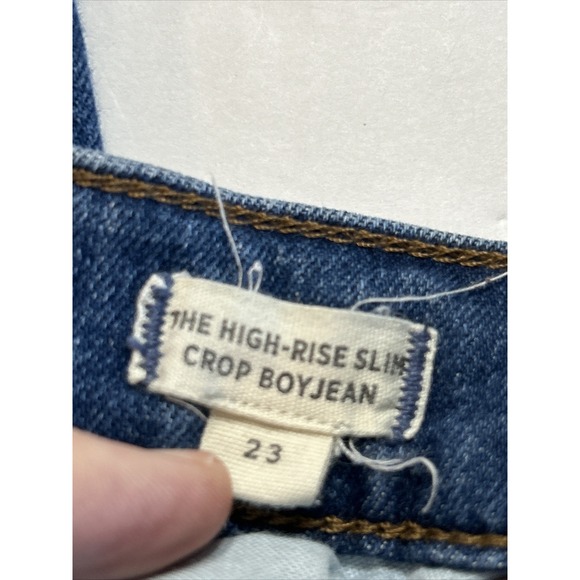 THE HIGH-RISE SLIM
CROP BOYJEAN
23